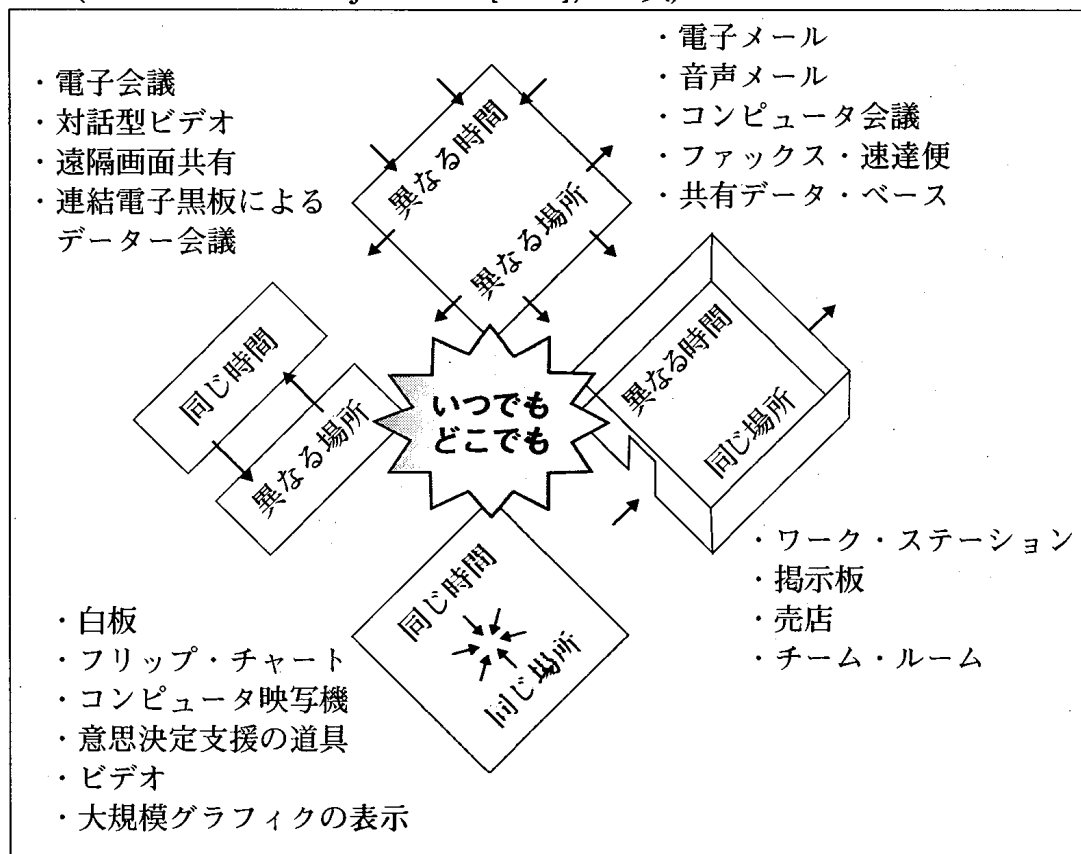 ・電子会議
・対話型ビデオ
・遠隔画面共有
・連結電子黒板による
データー会議
・電子メール
・音声メール
・コンピュータ会議
・ファックス・速達便
・共有データ・ベース
異なる時間
異なる場所
同じ時間
異なる場所
いつでも
どこでも
異なる時間
同じ場所
同じ時間
同じ場所
・白板
・フリップ・チャート
・コンピュータ映写機
・意思決定支援の道具
・ビデオ
・大規模グラフィクの表示
・ワーク・ステーション
・掲示板
・売店
・チーム・ルーム